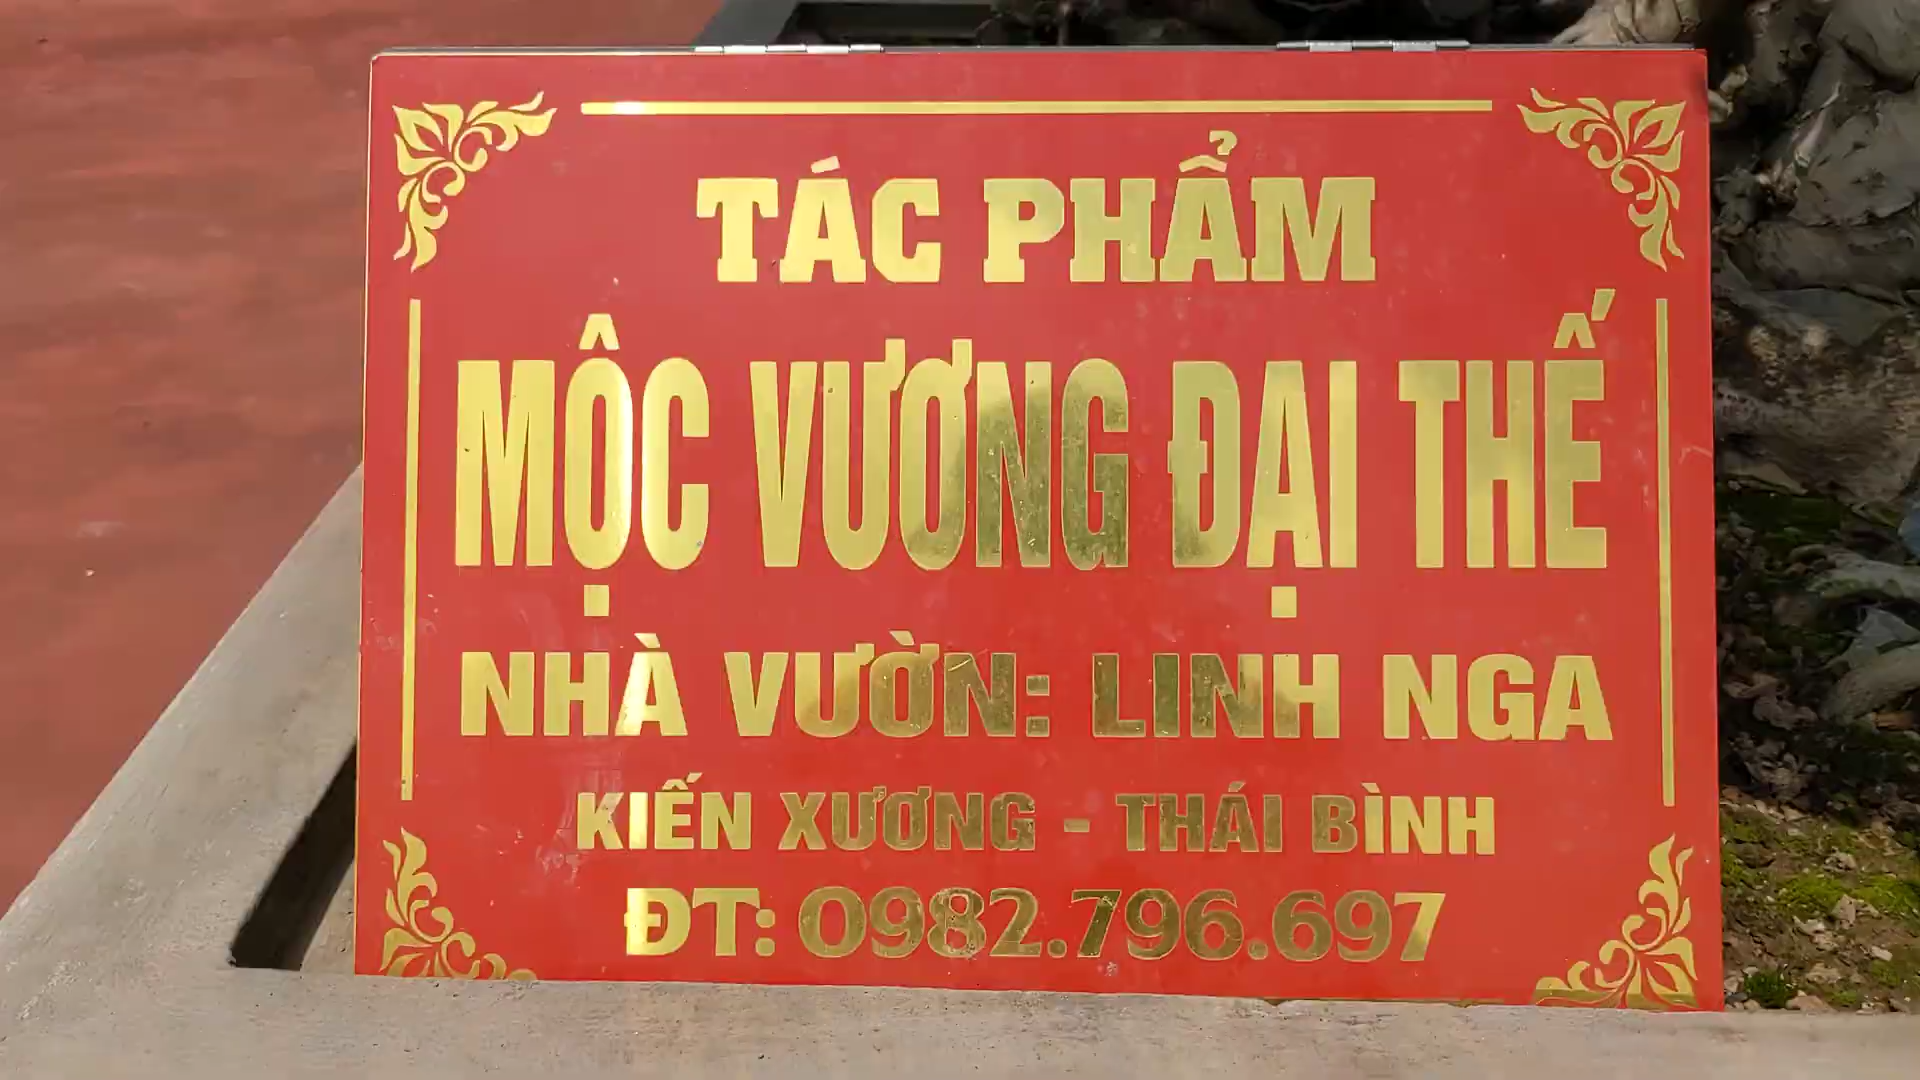 TÁC PHẨM
MỘC VƯƠNG ĐẠI THẾ
NHÀ VƯỜN: LINH NGA
KIẾN XƯƠNG - THÁI BÌNH
ĐT: 0982.796.697